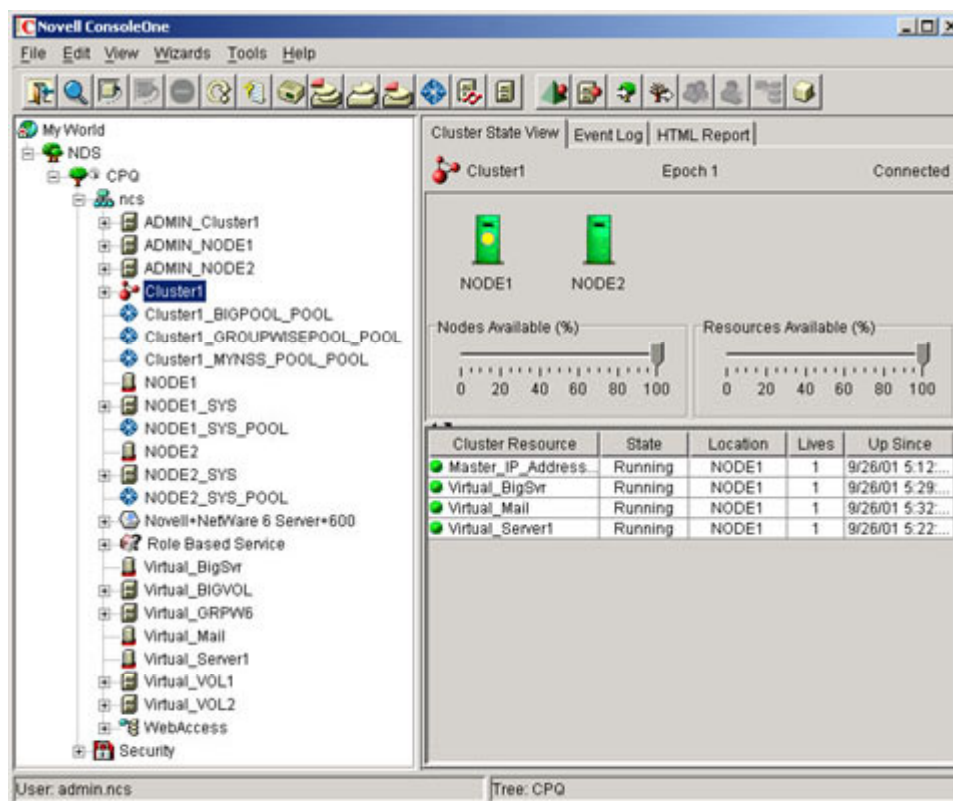 Novell ConsoleOne
File Edit View Wizards Tools Help
My World
NDS
CPQ
ncs
ADMIN_Cluster1
ADMIN_NODE1
ADMIN_NODE2
Cluster1
Cluster1_BIGPOOL_POOL
Cluster1_GROUPWISEPOOL_POOL
Cluster1_MYNSS_POOL_POOL
NODE1
NODE1_SYS
NODE1_SYS_POOL
NODE2
NODE2_SYS
NODE2_SYS_POOL
Novell+NetWare 6 Server+600
Role Based Service
Virtual_BigSvr
Virtual_BIGVOL
Virtual_GRPW6
Virtual_Mail
Virtual_Server1
Virtual_VOL1
Virtual_VOL2
WebAccess
Security
Cluster State View Event Log HTML Report
Cluster1 Epoch 1 Connected
NODE1 NODE2
Nodes Available (%) Resources Available (%)
0 20 40 60 80 100 0 20 40 60 80 100
Cluster Resource State Location Lives Up Since
Master_IP_Address... Running NODE1 1 9/26/01 5:12:...
Virtual_BigSvr Running NODE1 1 9/26/01 5:29:...
Virtual_Mail Running NODE1 1 9/26/01 5:32:...
Virtual_Server1 Running NODE1 1 9/26/01 5:22:...
User: admin.ncs Tree: CPQ